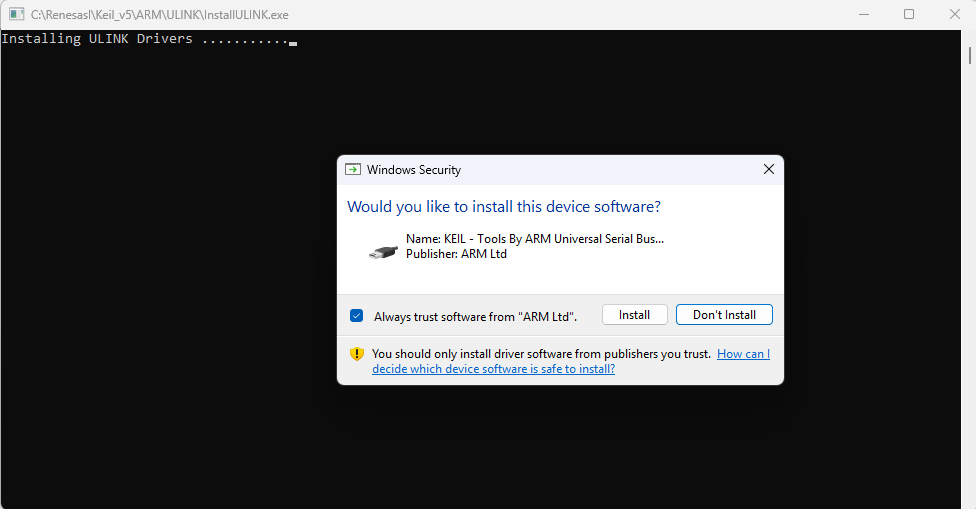 C:\Renesasl\Keil_v5\ARM\ULINK\InstallULINK.exe
Installing ULINK Drivers ...........
Windows Security
Would you like to install this device software?
Name: KEIL - Tools By ARM Universal Serial Bus...
Publisher: ARM Ltd
Always trust software from "ARM Ltd".
Install
Don't Install
You should only install driver software from publishers you trust. How can I
decide which device software is safe to install?